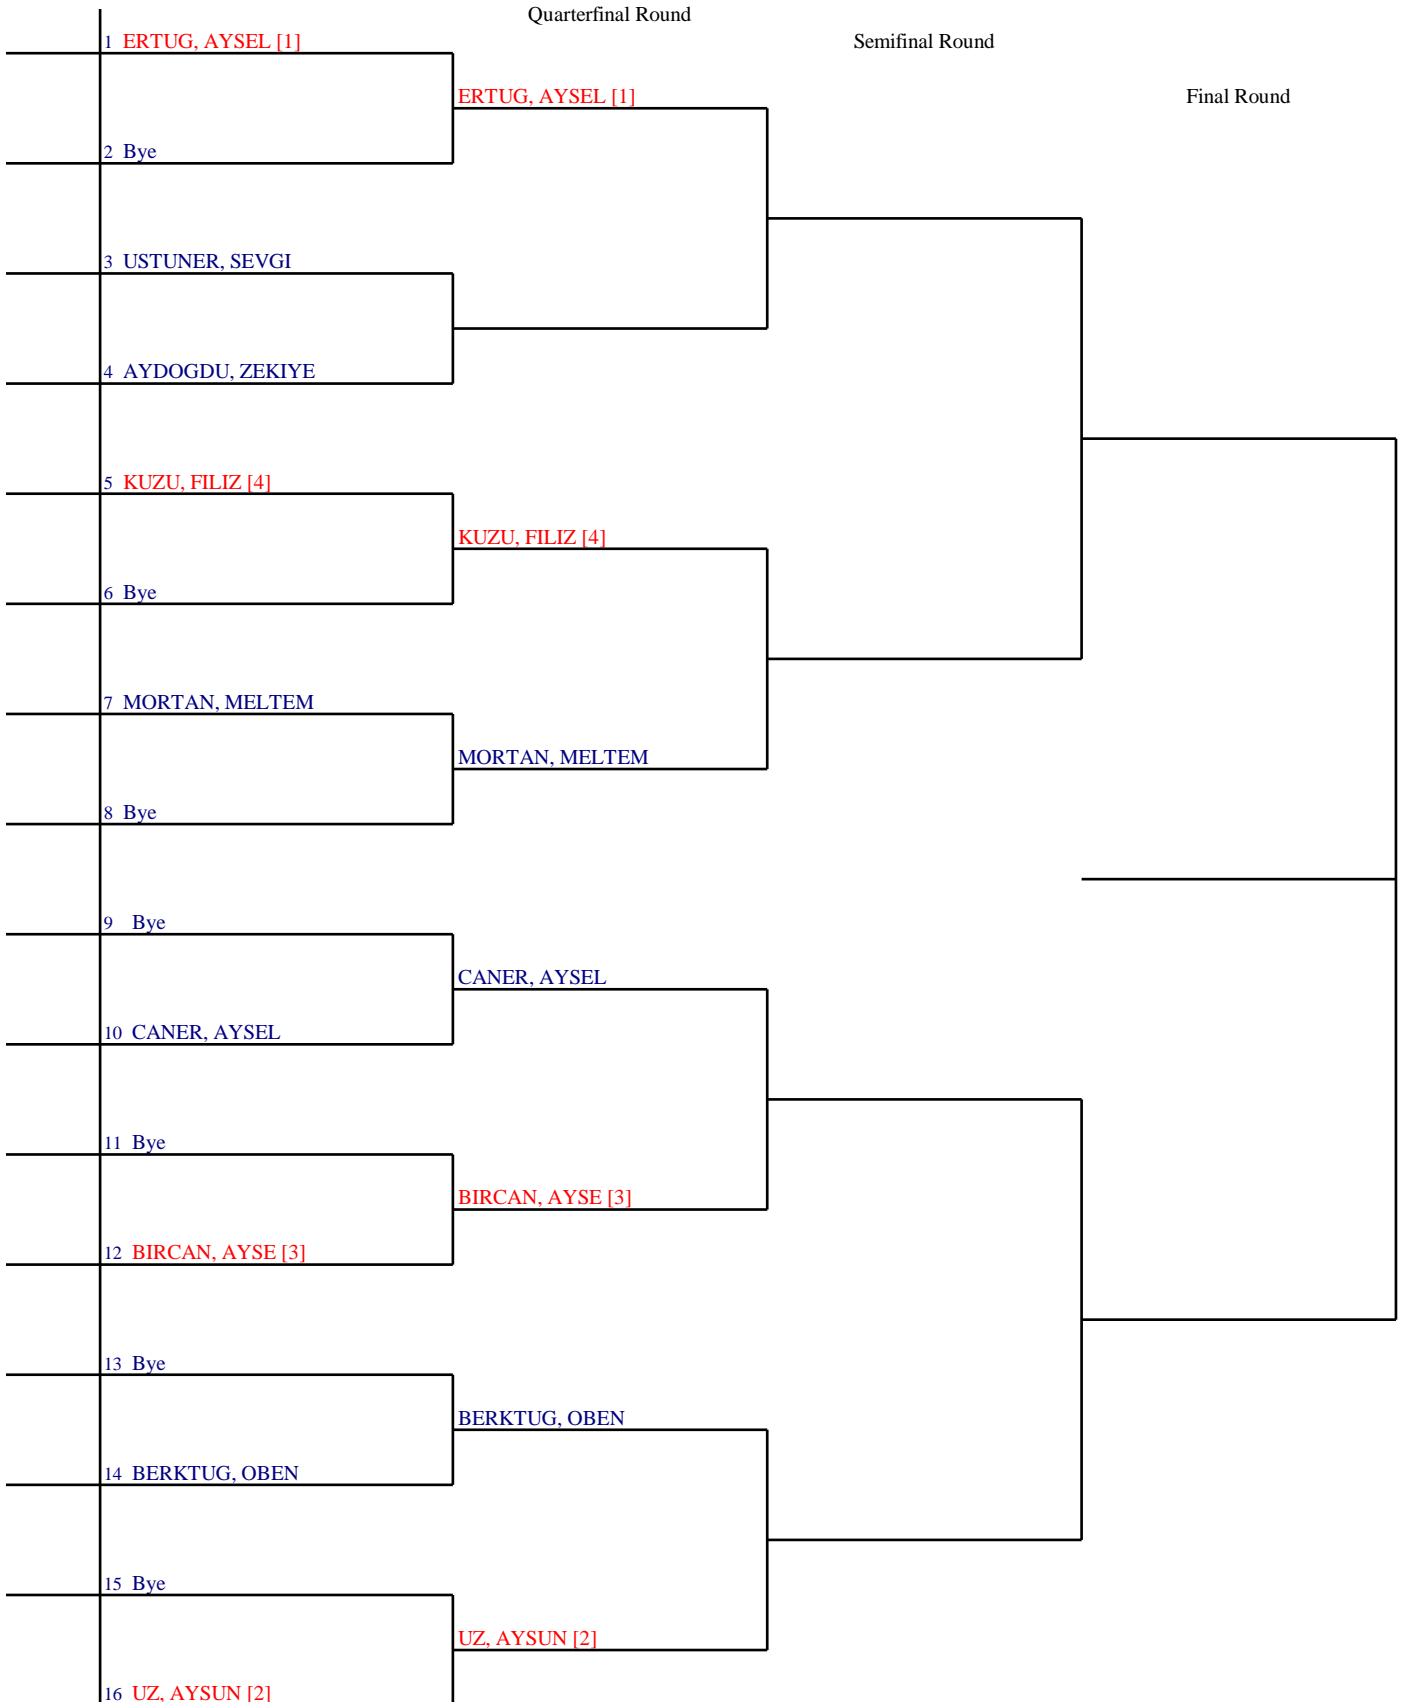 Quarterfinal Round
1 ERTUG, AYSEL [1]
Semifinal Round
ERTUG, AYSEL [1]
Final Round
2 Bye
3 USTUNER, SEVGI
4 AYDOGDU, ZEKIYE
5 KUZU, FILIZ [4]
KUZU, FILIZ [4]
6 Bye
7 MORTAN, MELTEM
MORTAN, MELTEM
8 Bye
9 Bye
CANER, AYSEL
10 CANER, AYSEL
11 Bye
BIRCAN, AYSE [3]
12 BIRCAN, AYSE [3]
13 Bye
BERKTUG, OBEN
14 BERKTUG, OBEN
15 Bye
UZ, AYSUN [2]
16 UZ, AYSUN [2]